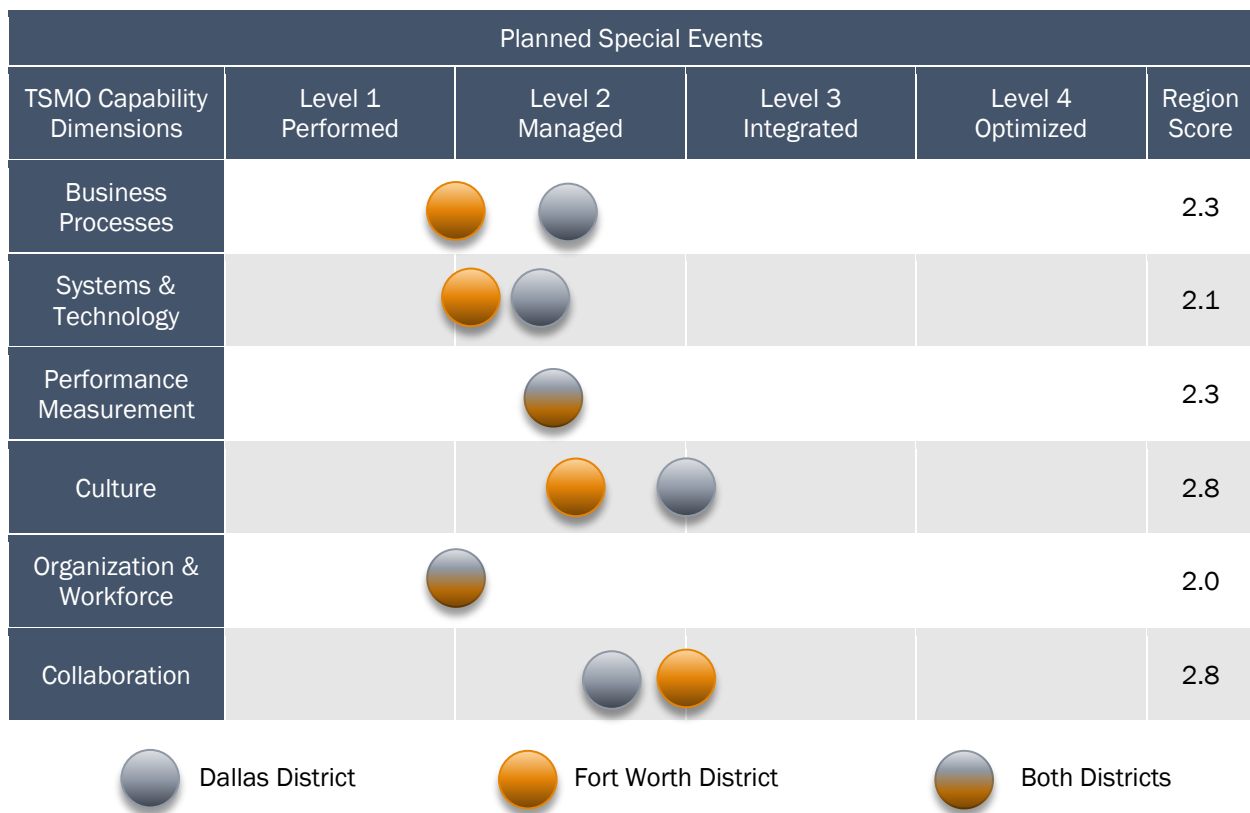 Planned Special Events
TSMO Capability
Dimensions
Level 1
Performed
Level 2
Managed
Level 3
Integrated
Level 4
Optimized
Region
Score
Business
Processes
2.3
Systems &
Technology
2.1
Performance
Measurement
2.3
Culture
2.8
Organization &
Workforce
2.0
Collaboration
2.8
Dallas District
Fort Worth District
Both Districts